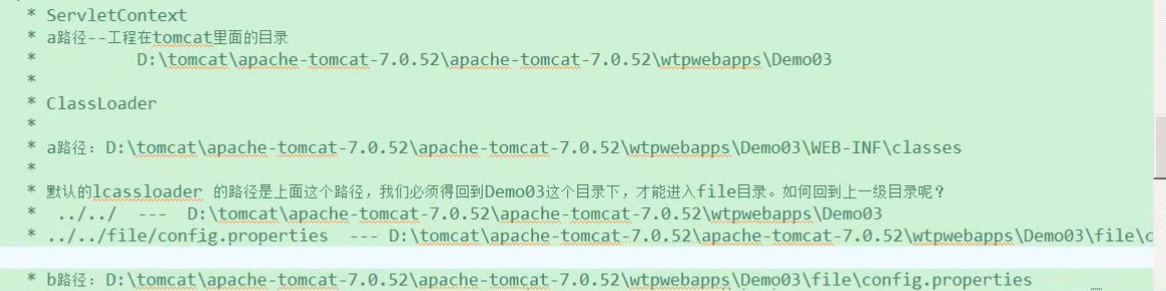 * ServletContext
* a路径--工程在tomcat里面的目录
* D:\tomcat\apache-tomcat-7.0.52\apache-tomcat-7.0.52\wtpwebapps\Demo03
*
* ClassLoader
*
* a路径：D:\tomcat\apache-tomcat-7.0.52\apache-tomcat-7.0.52\wtpwebapps\Demo03\WEB-INF\classes
*
* 默认的lcassloader 的路径是上面这个路径，我们必须得回到Demo03这个目录下，才能进入file目录。如何回到上一级目录呢？
* ../../ --- D:\tomcat\apache-tomcat-7.0.52\apache-tomcat-7.0.52\wtpwebapps\Demo03
* ../../file/config.properties --- D:\tomcat\apache-tomcat-7.0.52\apache-tomcat-7.0.52\wtpwebapps\Demo03\file\c
* b路径：D:\tomcat\apache-tomcat-7.0.52\apache-tomcat-7.0.52\wtpwebapps\Demo03\file\config.properties